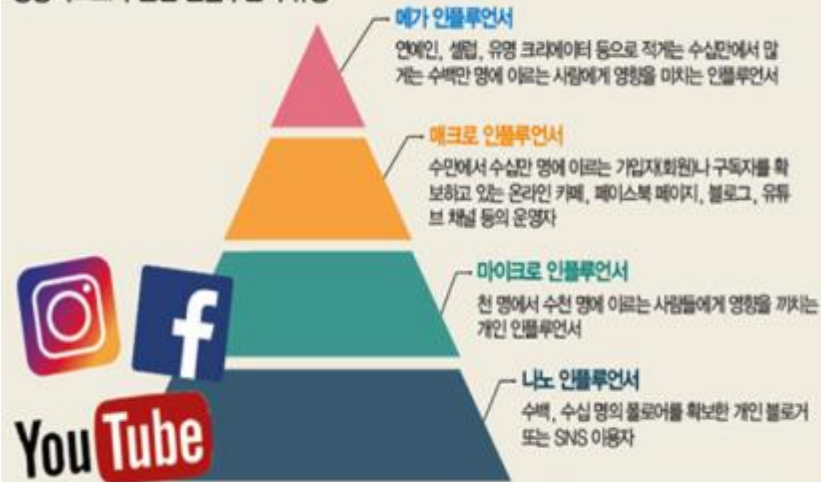 메가 인플루언서
연예인, 셀럽, 유명 크리에이터 등으로 적게는 수십만에서 많
게는 수백만 명에 이르는 사람에게 영향을 미치는 인플루언서
매크로 인플루언서
수만에서 수십만 명에 이르는 가입자(회원)나 구독자를 확
보하고 있는 온라인 카페, 페이스북 페이지, 블로그, 유튜
브 채널 등의 운영자
마이크로 인플루언서
천 명에서 수천 명에 이르는 사람들에게 영향을 끼치는
개인 인플루언서
나노 인플루언서
수백, 수십 명의 폴로어를 확보한 개인 블로거
또는 SNS 이용자
f
YouTube